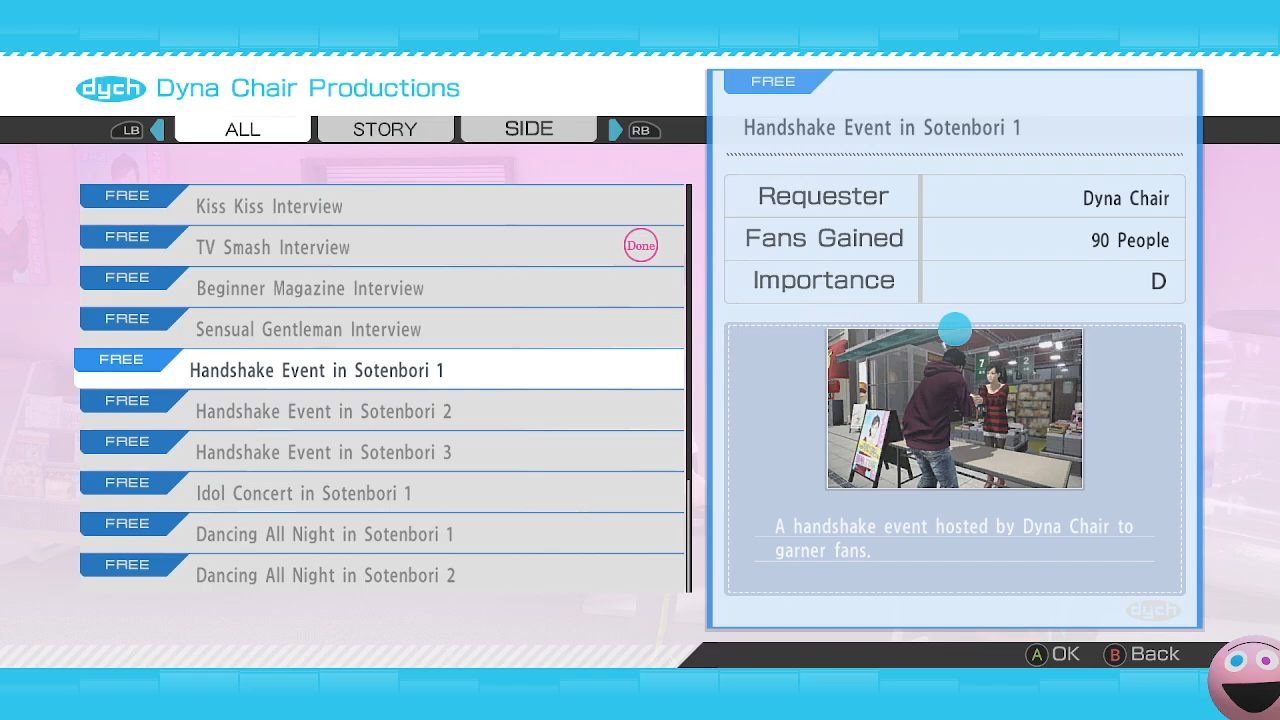 dych Dyna Chair Productions
LB ALL STORY SIDE RB
FREE
Kiss Kiss Interview
FREE
TV Smash Interview
Done
FREE
Beginner Magazine Interview
FREE
Sensual Gentleman Interview
FREE
Handshake Event in Sotenbori 1
FREE
Handshake Event in Sotenbori 2
FREE
Handshake Event in Sotenbori 3
FREE
Idol Concert in Sotenbori 1
FREE
Dancing All Night in Sotenbori 1
FREE
Dancing All Night in Sotenbori 2
FREE
Handshake Event in Sotenbori 1
Requester Dyna Chair
Fans Gained 90 People
Importance D
7 2
A handshake event hosted by Dyna Chair to
garner fans.
dych
A OK B Back